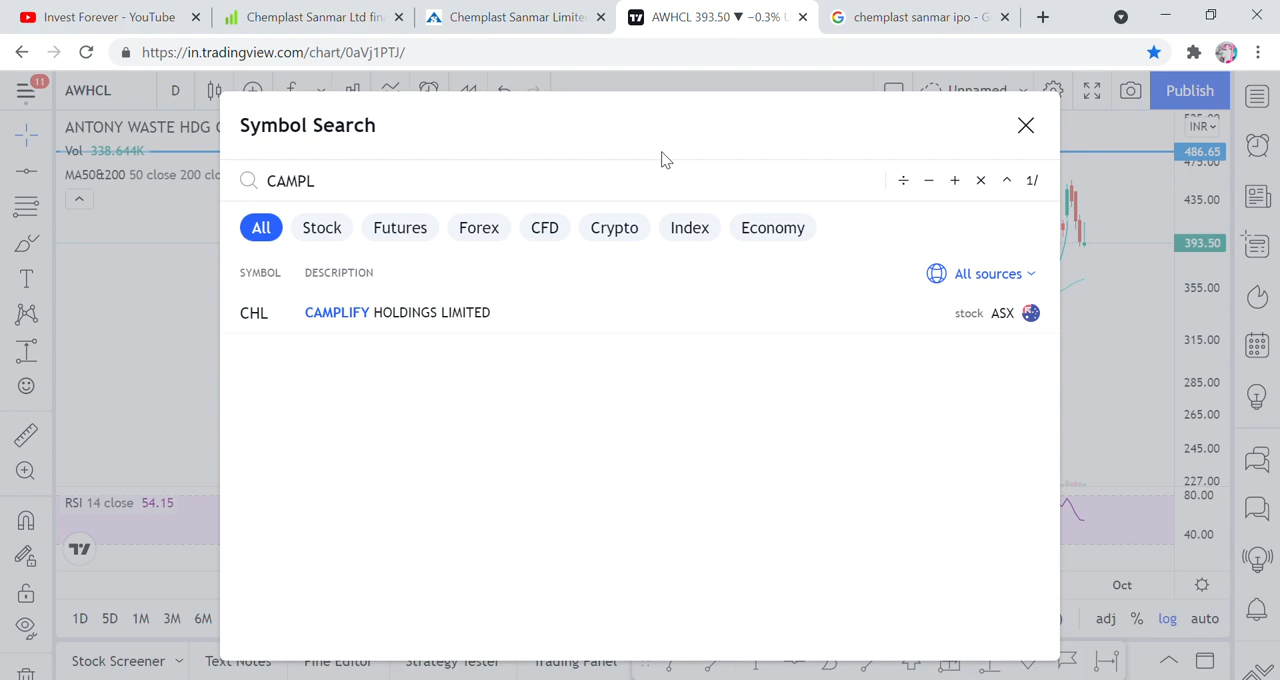 Invest Forever - YouTube
Chemplast Sanmar Ltd fin
Chemplast Sanmar Limite
AWHCL 393.50 ▼ −0.3%
chemplast sanmar ipo - G
https://in.tradingview.com/chart/0aVj1PTJ/
11
AWHCL
D
Unnamed
Publish
ANTONY WASTE HDG
Symbol Search
INR
Vol 338.644K
486.65
475.00
MA50&200 50 close 200 clo
CAMPL
÷ − + × ^ 1/
435.00
All
Stock
Futures
Forex
CFD
Crypto
Index
Economy
393.50
SYMBOL
DESCRIPTION
All sources
355.00
CHL
CAMPLIFY HOLDINGS LIMITED
stock ASX
315.00
285.00
265.00
245.00
227.00
RSI 14 close 54.15
80.00
40.00
Oct
1D 5D 1M 3M 6M
adj % log auto
Stock Screener
Text Notes
Pine Editor
Strategy Tester
Trading Panel